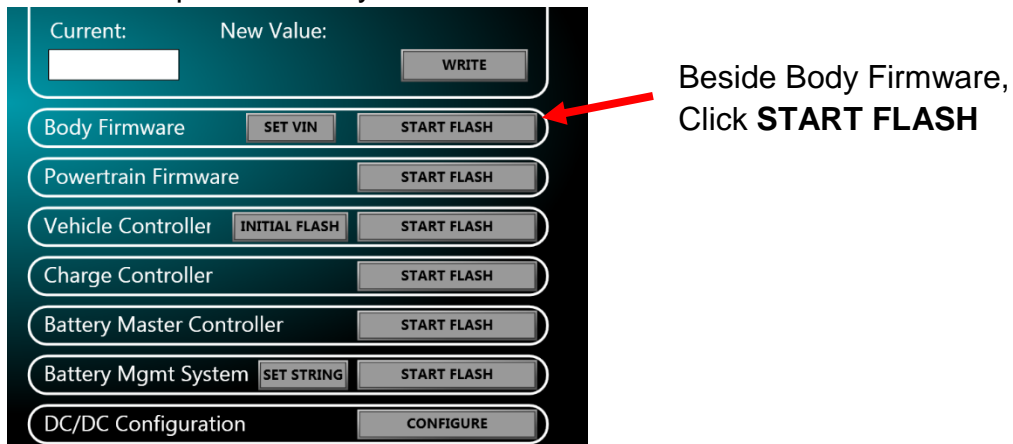 Current: New Value:
WRITE
Body Firmware SET VIN START FLASH
Powertrain Firmware START FLASH
Vehicle Controller INITIAL FLASH START FLASH
Charge Controller START FLASH
Battery Master Controller START FLASH
Battery Mgmt System SET STRING START FLASH
DC/DC Configuration CONFIGURE
Beside Body Firmware,
Click START FLASH